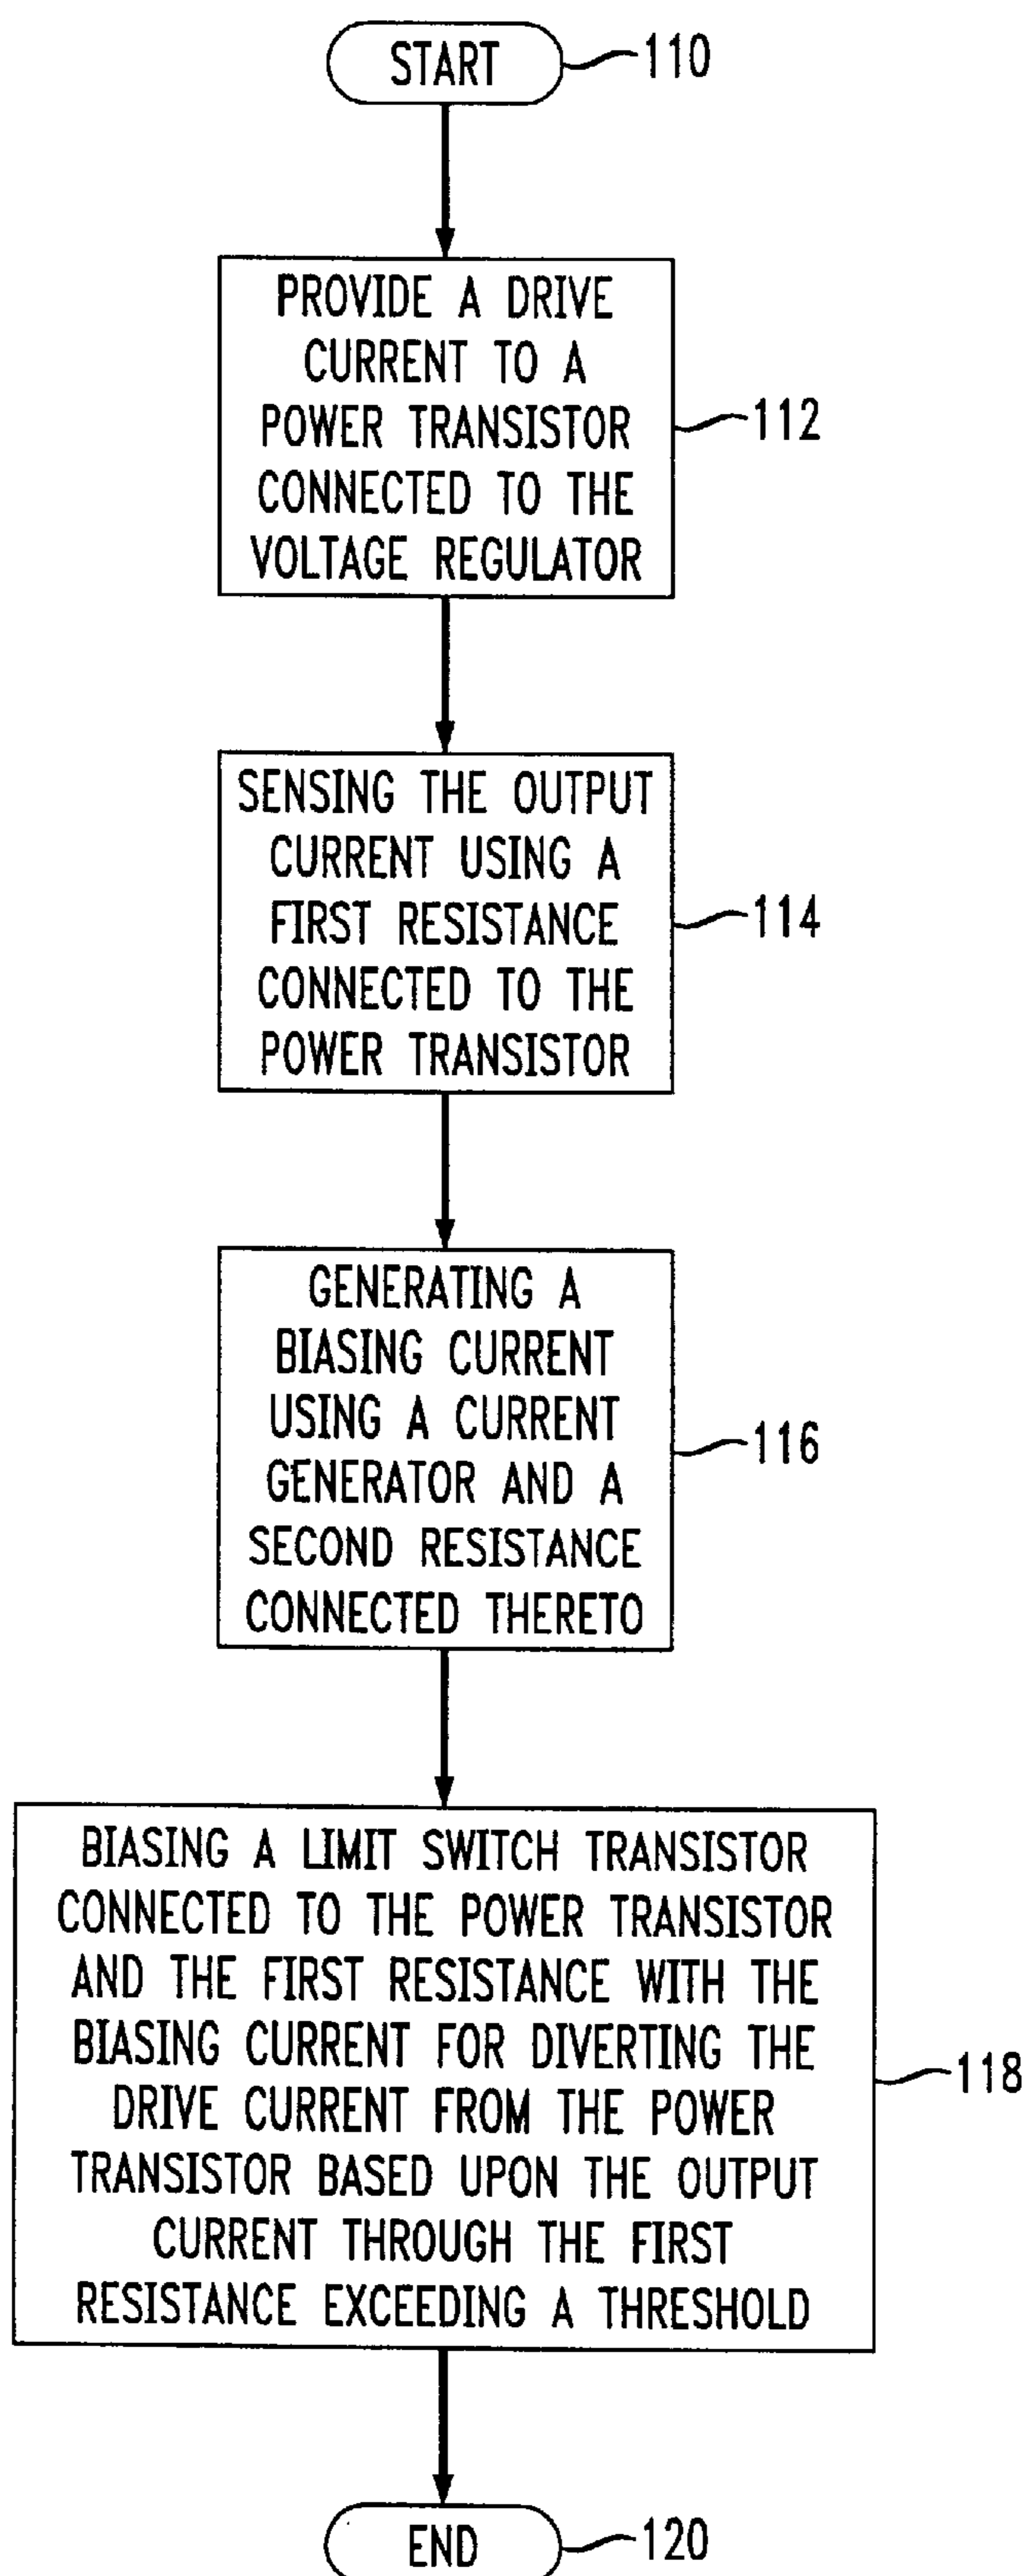 START
110
PROVIDE A DRIVE
CURRENT TO A
POWER TRANSISTOR
CONNECTED TO THE
VOLTAGE REGULATOR
112
SENSING THE OUTPUT
CURRENT USING A
FIRST RESISTANCE
CONNECTED TO THE
POWER TRANSISTOR
114
GENERATING A
BIASING CURRENT
USING A CURRENT
GENERATOR AND A
SECOND RESISTANCE
CONNECTED THERETO
116
BIASING A LIMIT SWITCH TRANSISTOR
CONNECTED TO THE POWER TRANSISTOR
AND THE FIRST RESISTANCE WITH THE
BIASING CURRENT FOR DIVERTING THE
DRIVE CURRENT FROM THE POWER
TRANSISTOR BASED UPON THE OUTPUT
CURRENT THROUGH THE FIRST
RESISTANCE EXCEEDING A THRESHOLD
118
END
120